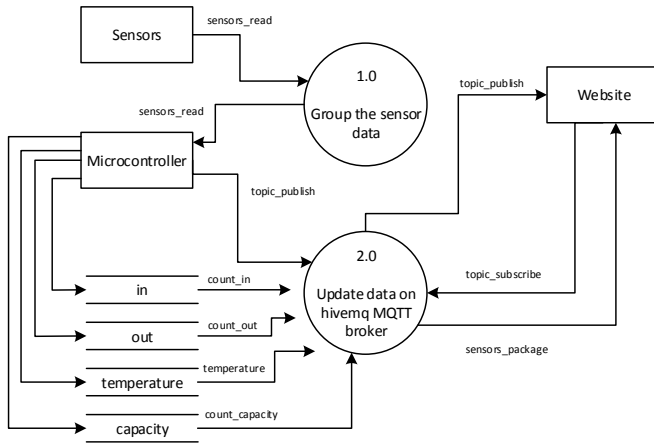 sensors_read
Sensors
1.0
Group the sensor
data
topic_publish
Website
sensors_read
Microcontroller
topic_publish
2.0
Update data on
hivemq MQTT
broker
topic_subscribe
sensors_package
count_in
in
count_out
out
temperature
temperature
count_capacity
capacity